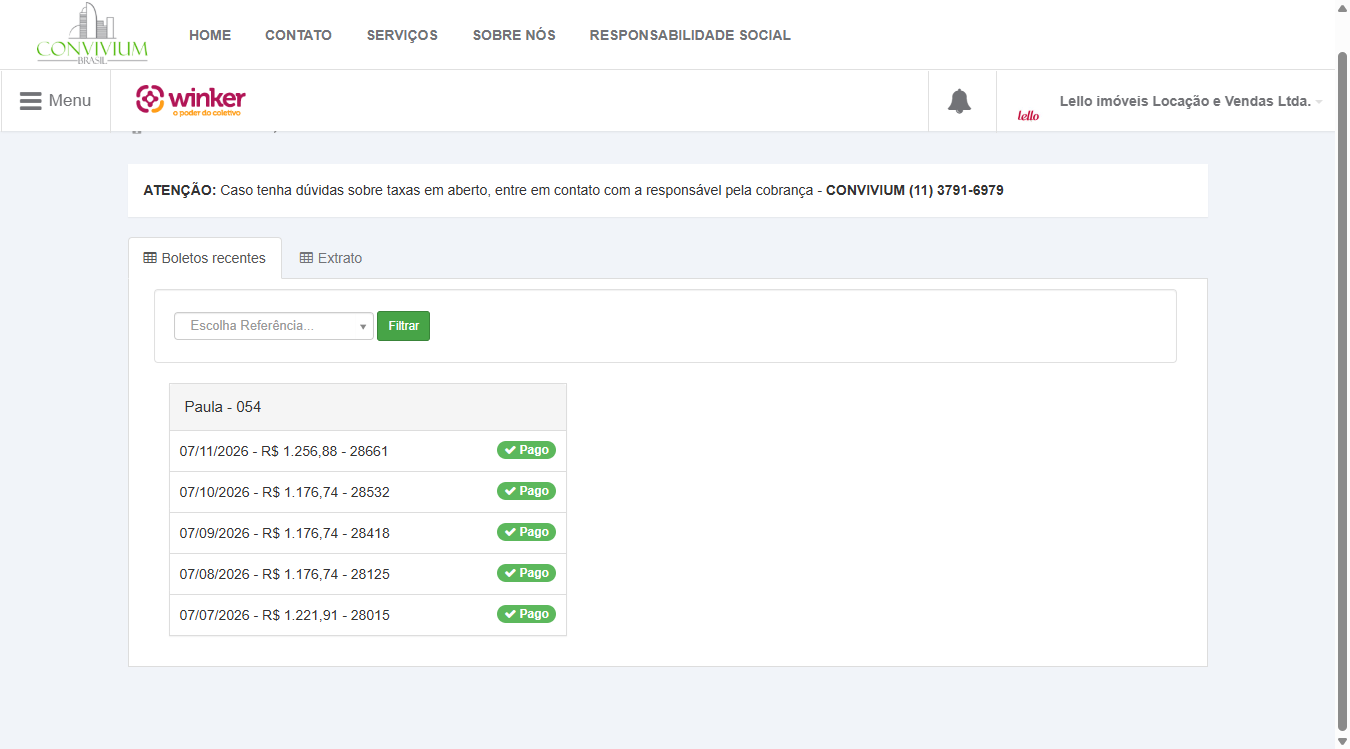 CONVIVIUM
BRASIL
HOME CONTATO SERVIÇOS SOBRE NÓS RESPONSABILIDADE SOCIAL
Menu
winker
o poder do coletivo
lello
Lello imóveis Locação e Vendas Ltda.
ATENÇÃO: Caso tenha dúvidas sobre taxas em aberto, entre em contato com a responsável pela cobrança - CONVIVIUM (11) 3791-6979
Boletos recentes Extrato
Escolha Referência... Filtrar
Paula - 054
07/11/2026 - R$ 1.256,88 - 28661 Pago
07/10/2026 - R$ 1.176,74 - 28532 Pago
07/09/2026 - R$ 1.176,74 - 28418 Pago
07/08/2026 - R$ 1.176,74 - 28125 Pago
07/07/2026 - R$ 1.221,91 - 28015 Pago